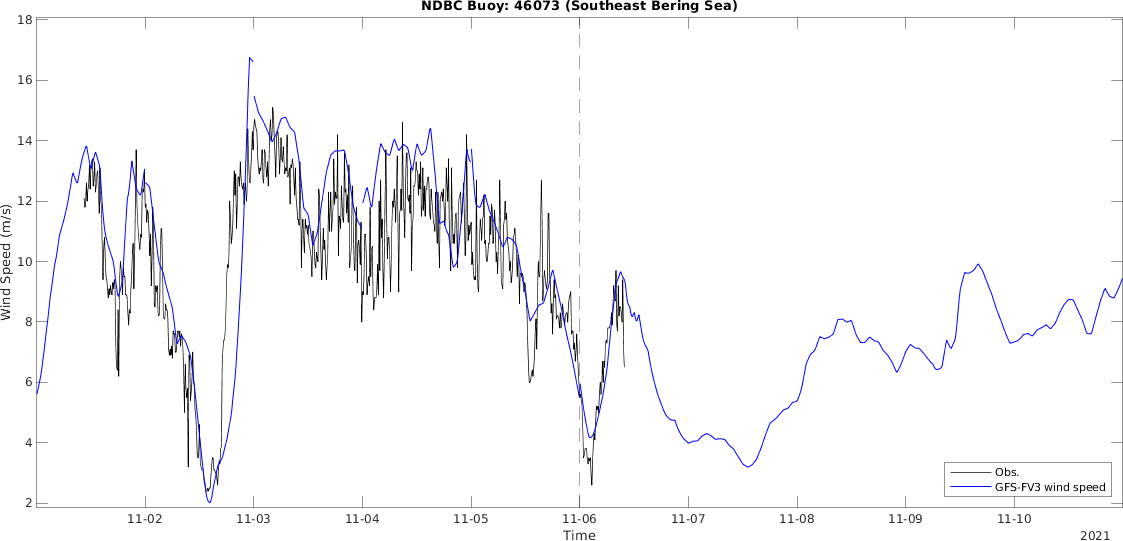 NDBC Buoy: 46073 (Southeast Bering Sea)
18
16
14
12
10
8
6
4
2
Wind Speed (m/s)
11-02 11-03 11-04 11-05 11-06 11-07 11-08 11-09 11-10
Time
2021
Obs.
GFS-FV3 wind speed